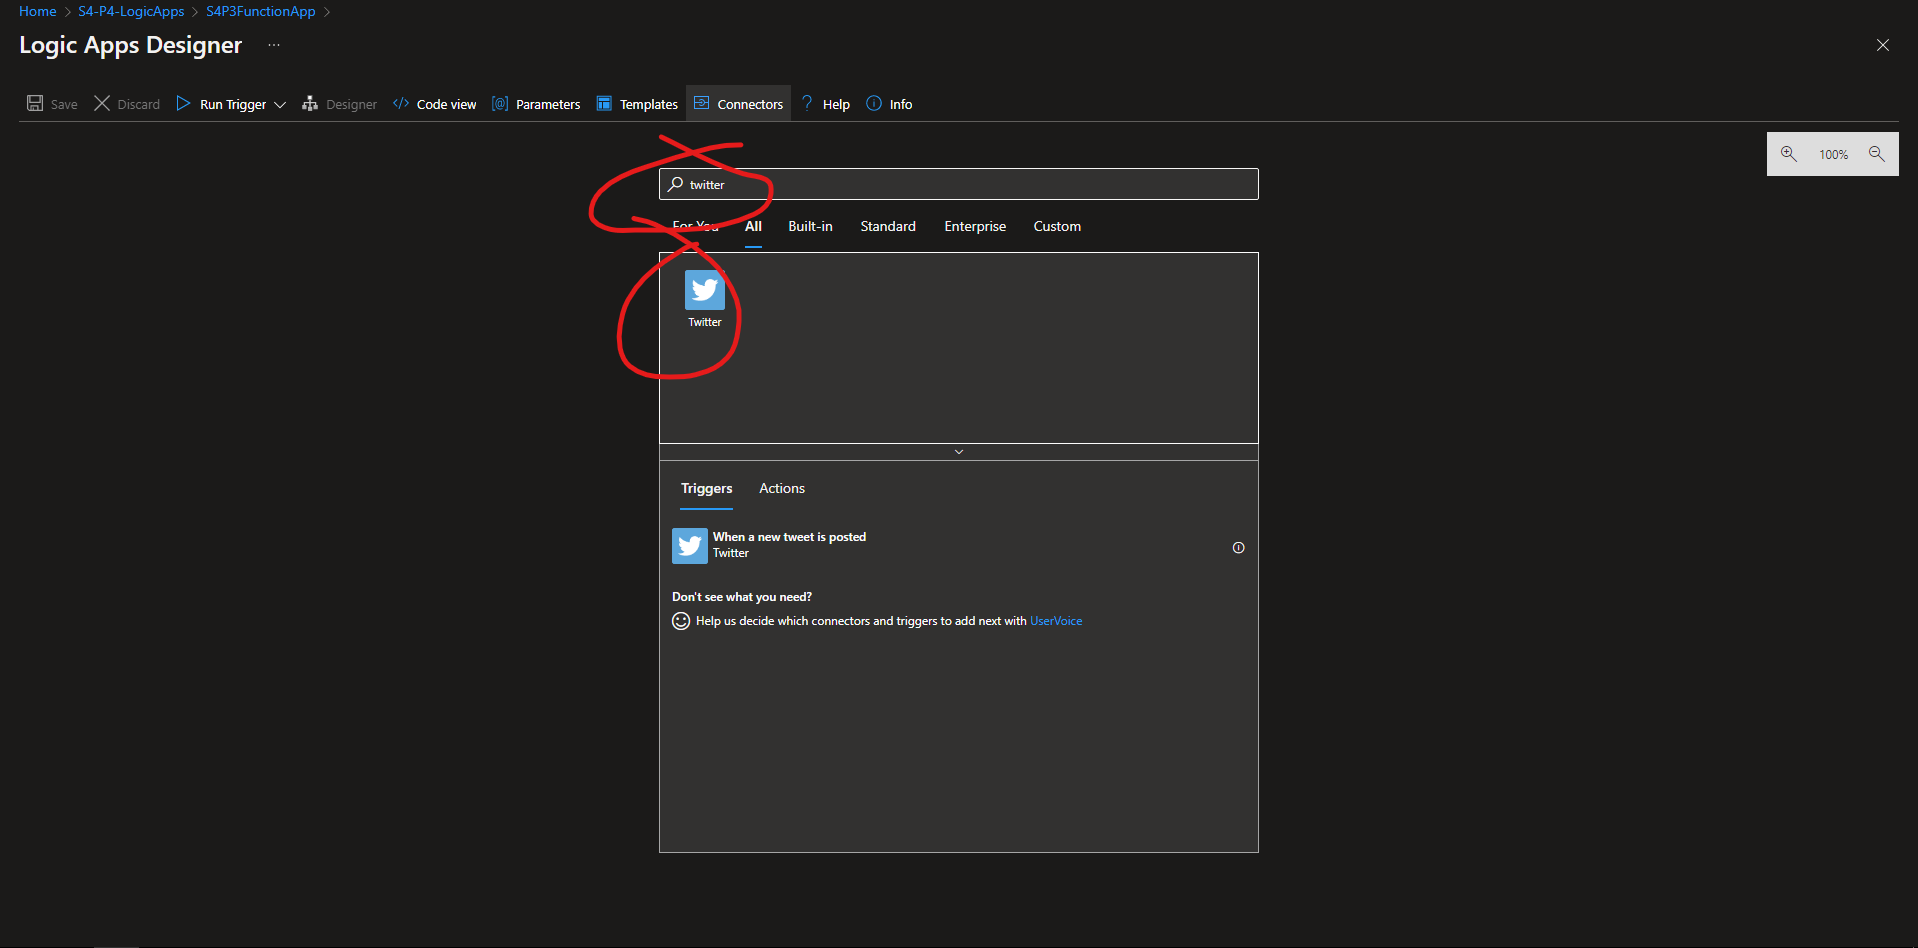 Home > S4-P4-LogicApps > S4P3FunctionApp >
Logic Apps Designer ...
Save Discard Run Trigger Designer Code view Parameters Templates Connectors Help Info
100%
twitter
For You All Built-in Standard Enterprise Custom
Twitter
Triggers Actions
When a new tweet is posted
Twitter
Don't see what you need?
Help us decide which connectors and triggers to add next with UserVoice